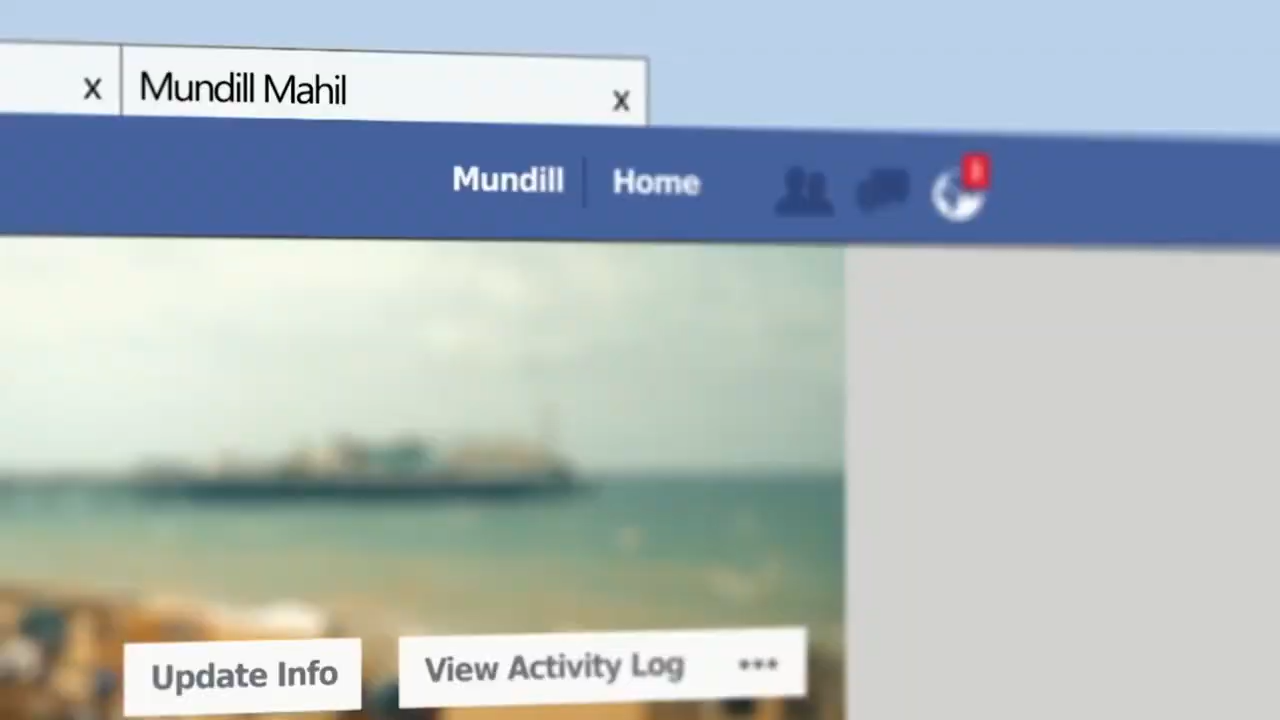 x
Mundill Mahil
x
Mundill
Home
Update Info
View Activity Log